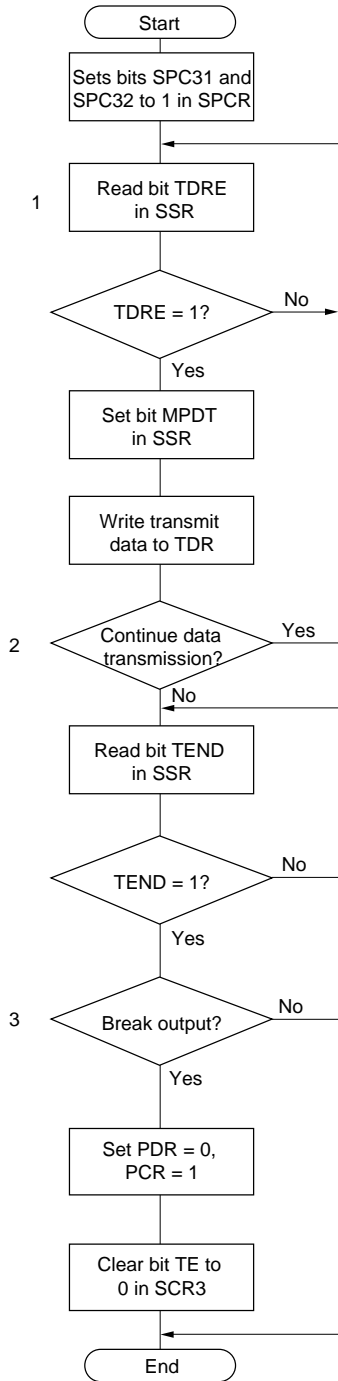 Start
Sets bits SPC31 and
SPC32 to 1 in SPCR
1
Read bit TDRE
in SSR
TDRE = 1?
No
Yes
Set bit MPDT
in SSR
Write transmit
data to TDR
2
Continue data
transmission?
Yes
No
Read bit TEND
in SSR
TEND = 1?
No
Yes
3
Break output?
No
Yes
Set PDR = 0,
PCR = 1
Clear bit TE to
0 in SCR3
End